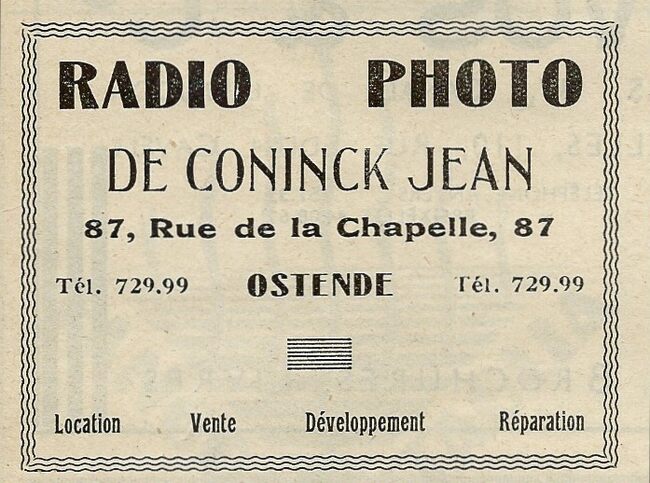 RADIO PHOTO
DE CONINCK JEAN
87, Rue de la Chapelle, 87
Tél. 729.99 OSTENDE Tél. 729.99
Location Vente Développement Réparation